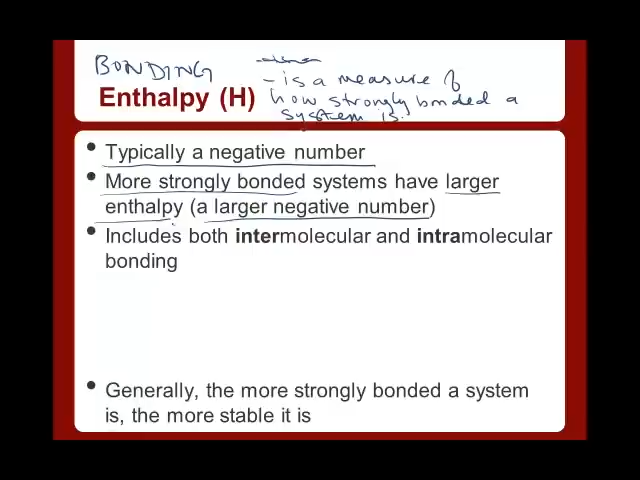 BONDING
- is a measure of
Enthalpy (H) how strongly bonded a
system is.
• Typically a negative number
• More strongly bonded systems have larger
enthalpy (a larger negative number)
• Includes both intermolecular and intramolecular
bonding
• Generally, the more strongly bonded a system
is, the more stable it is